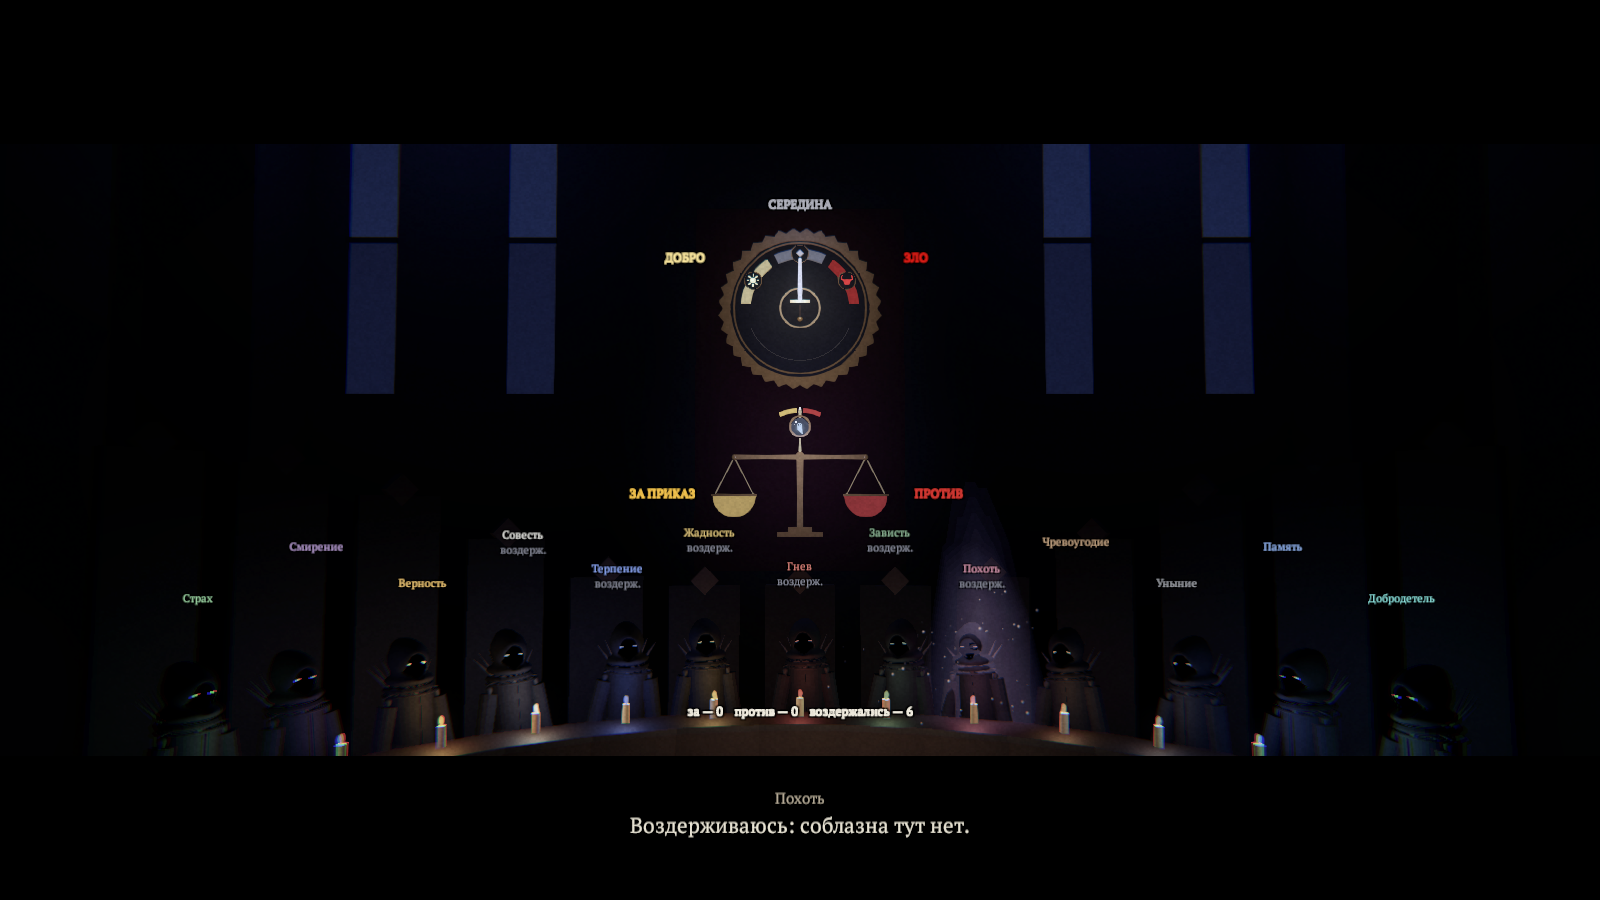 СЕРЕДИНА
ДОБРО
ЗЛО
ЗА ПРИКАЗ
ПРОТИВ
Страх
Смирение
Верность
Совесть
воздерж.
Терпение
воздерж.
Жадность
воздерж.
Гнев
воздерж.
Зависть
воздерж.
Похоть
воздерж.
Чревоугодие
Уныние
Память
Добродетель
за — 0 против — 0 воздержались — 6
Похоть
Воздерживаюсь: соблазна тут нет.